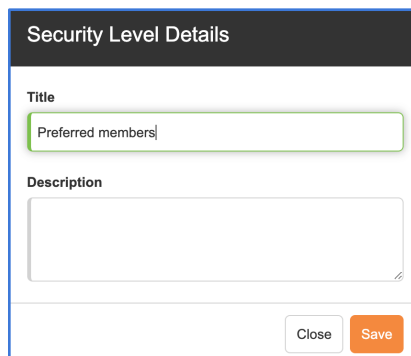 Security Level Details
Title
Preferred members
Description
Close Save